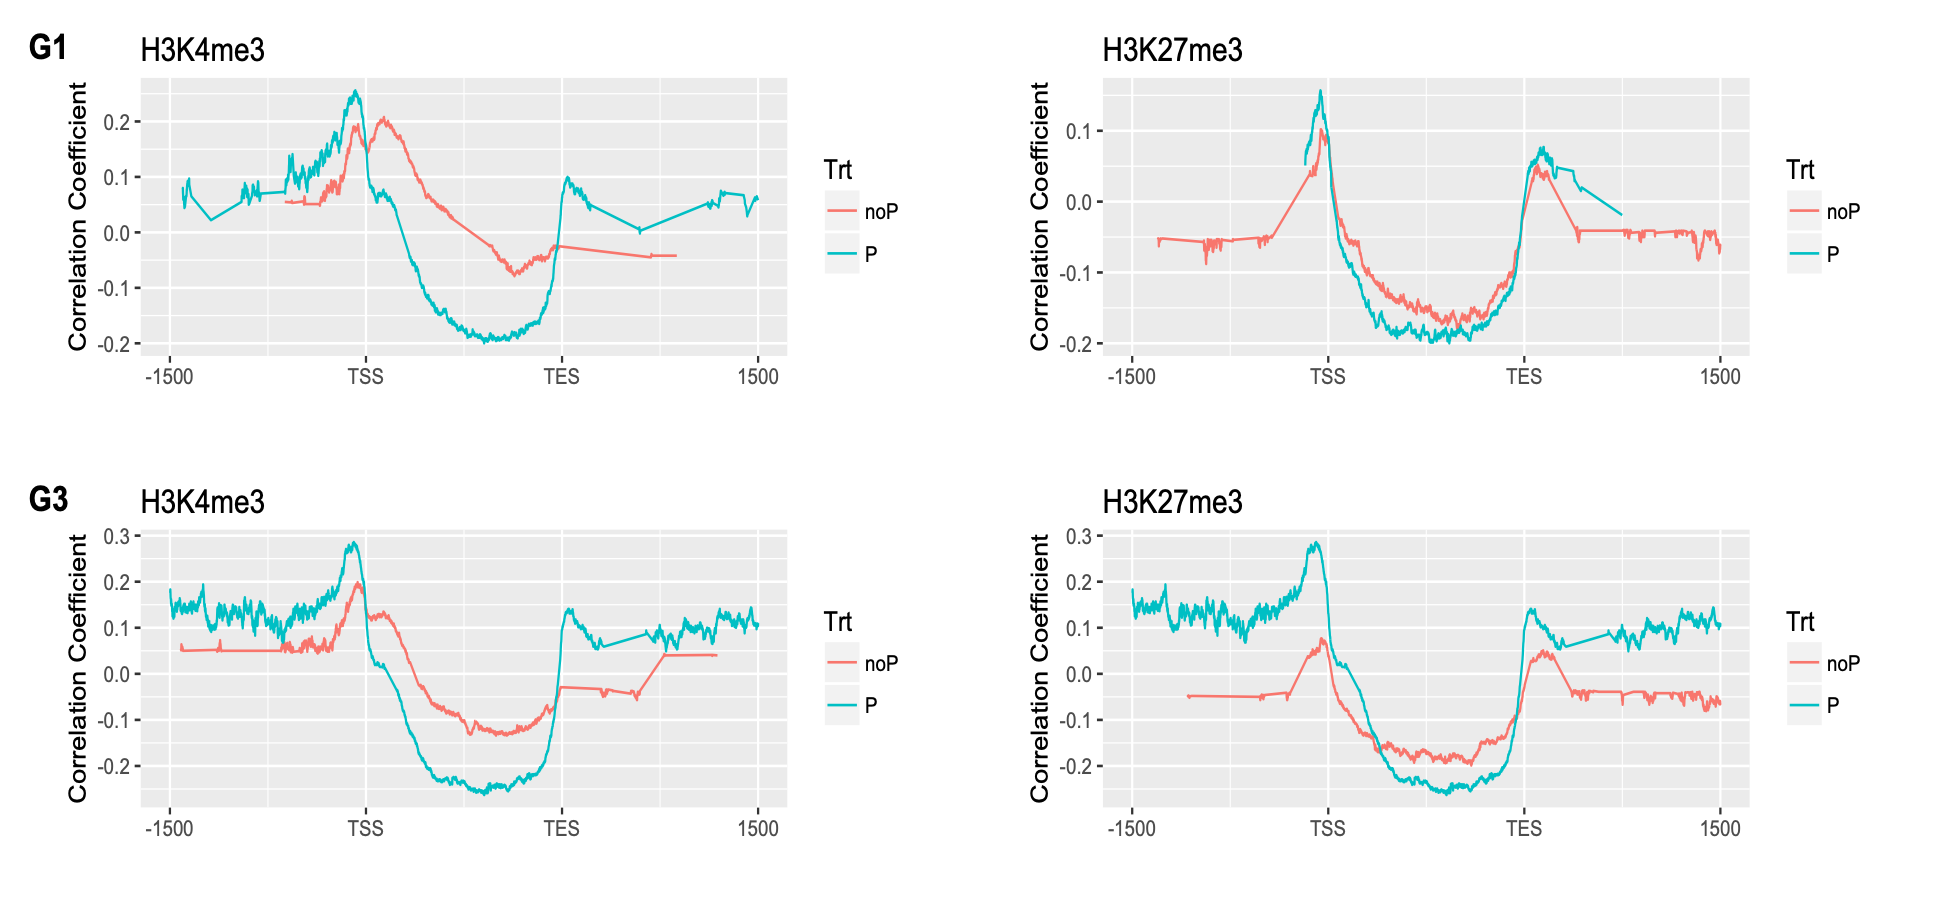 G1
H3K4me3
Correlation Coefficient
0.2
0.1
0.0
-0.1
-0.2
-1500 TSS TES 1500
Trt
noP
P
H3K27me3
Correlation Coefficient
0.1
0.0
-0.1
-0.2
-1500 TSS TES 1500
Trt
noP
P
G3
H3K4me3
Correlation Coefficient
0.3
0.2
0.1
0.0
-0.1
-0.2
-1500 TSS TES 1500
Trt
noP
P
H3K27me3
Correlation Coefficient
0.3
0.2
0.1
0.0
-0.1
-0.2
-1500 TSS TES 1500
Trt
noP
P